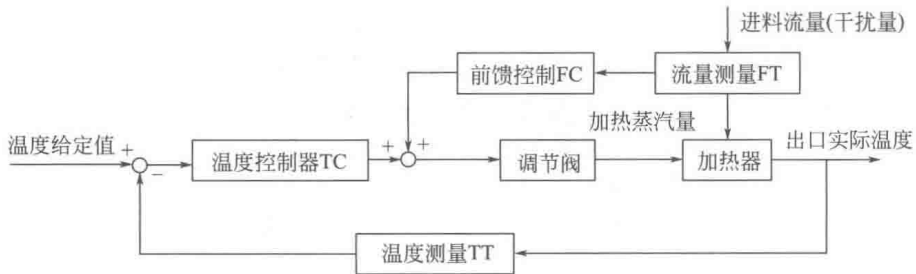 进料流量(干扰量)
前馈控制FC
流量测量FT
加热蒸汽量
温度给定值
+
−
温度控制器TC
+
+
调节阀
加热器
出口实际温度
温度测量TT